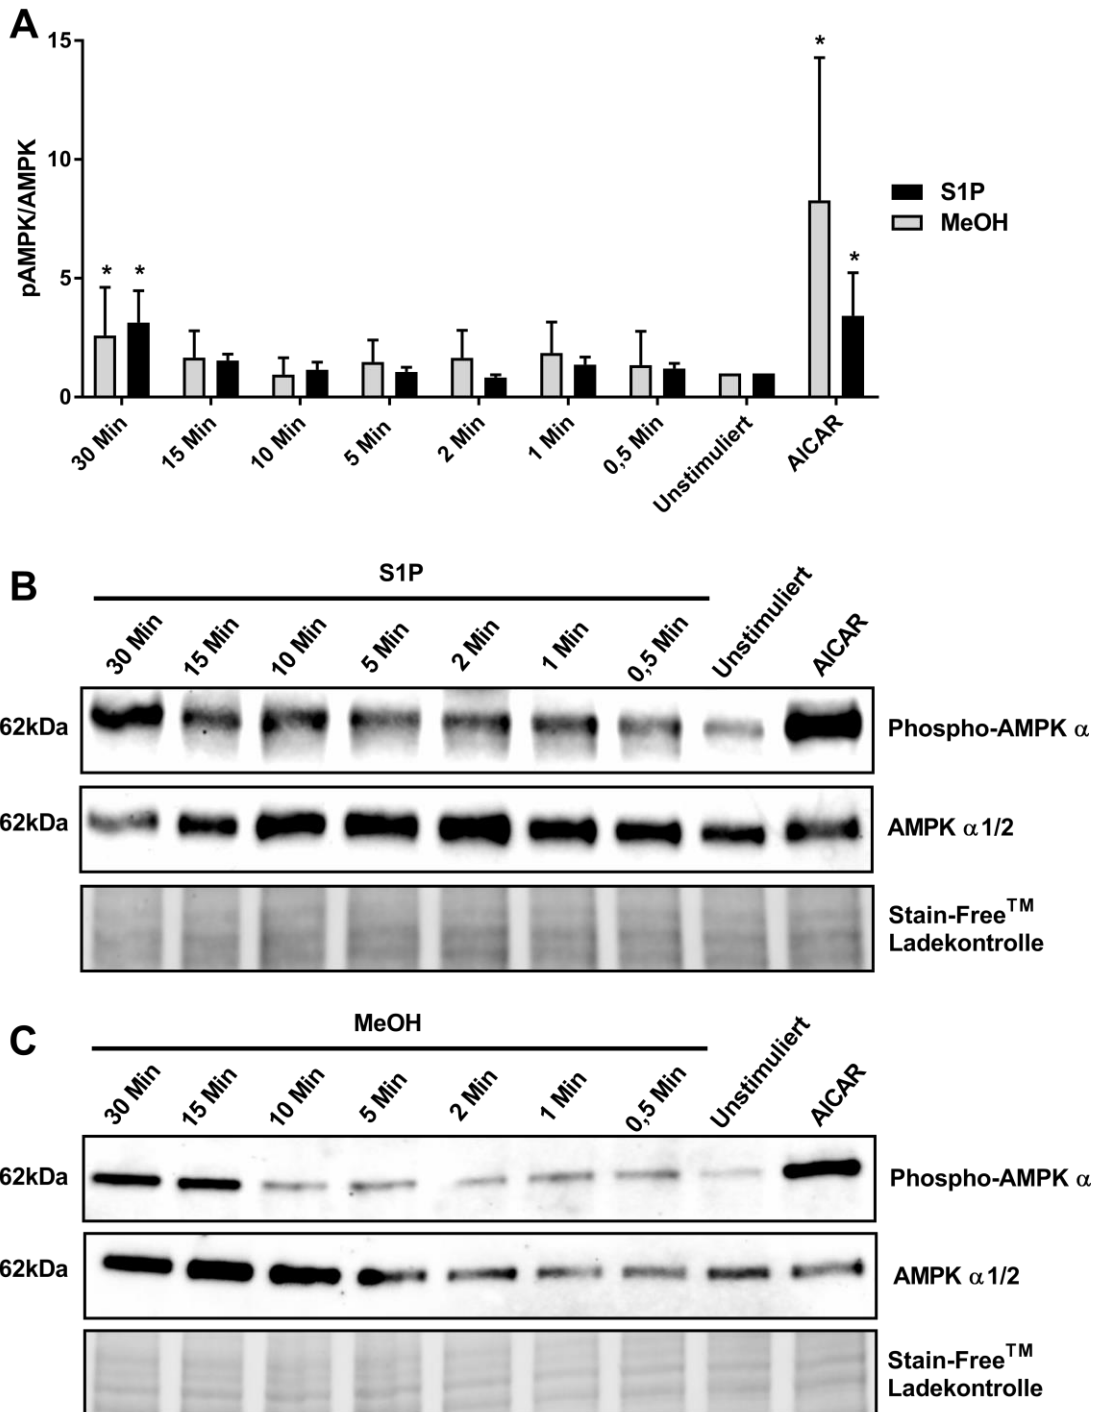 A
15
10
5
0
pAMPK/AMPK
* * * *
S1P
MeOH
30 Min 15 Min 10 Min 5 Min 2 Min 1 Min 0,5 Min Unstimuliert AICAR
B
S1P
30 Min 15 Min 10 Min 5 Min 2 Min 1 Min 0,5 Min Unstimuliert AICAR
62kDa Phospho-AMPK α
62kDa AMPK α1/2
Stain-Free™
Ladekontrolle
C
MeOH
30 Min 15 Min 10 Min 5 Min 2 Min 1 Min 0,5 Min Unstimuliert AICAR
62kDa Phospho-AMPK α
62kDa AMPK α1/2
Stain-Free™
Ladekontrolle